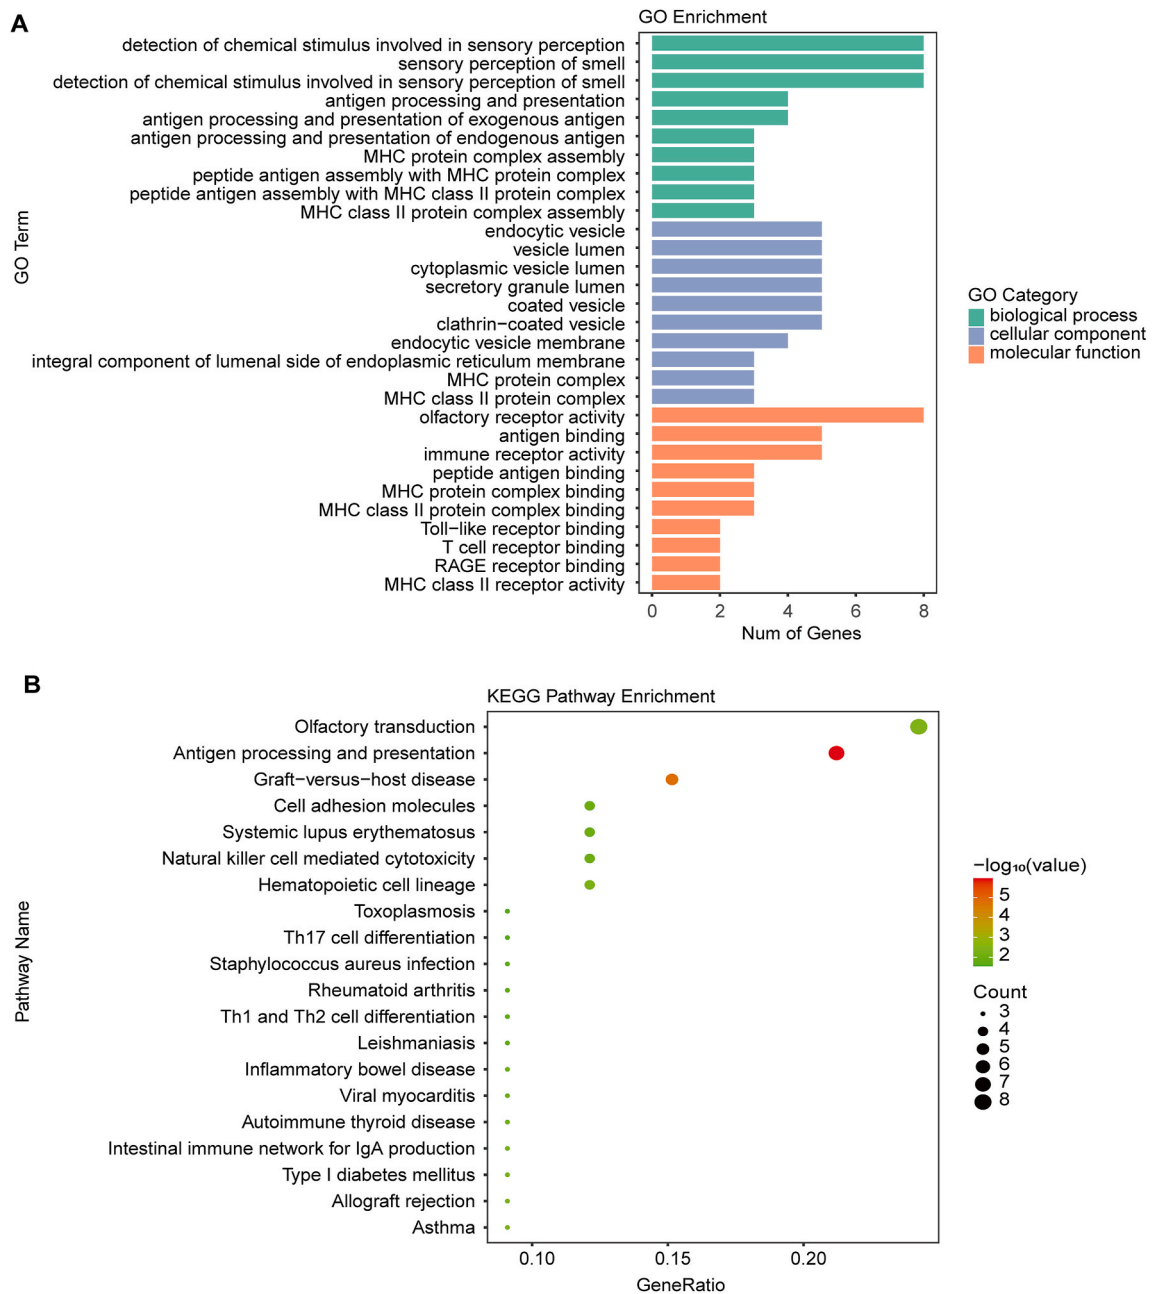 A
GO Enrichment
detection of chemical stimulus involved in sensory perception
sensory perception of smell
detection of chemical stimulus involved in sensory perception of smell
antigen processing and presentation
antigen processing and presentation of exogenous antigen
antigen processing and presentation of endogenous antigen
MHC protein complex assembly
peptide antigen assembly with MHC protein complex
peptide antigen assembly with MHC class II protein complex
MHC class II protein complex assembly
endocytic vesicle
vesicle lumen
cytoplasmic vesicle lumen
secretory granule lumen
coated vesicle
clathrin−coated vesicle
endocytic vesicle membrane
integral component of lumenal side of endoplasmic reticulum membrane
MHC protein complex
MHC class II protein complex
olfactory receptor activity
antigen binding
immune receptor activity
peptide antigen binding
MHC protein complex binding
MHC class II protein complex binding
Toll−like receptor binding
T cell receptor binding
RAGE receptor binding
MHC class II receptor activity
GO Term
0 2 4 6 8
Num of Genes
GO Category
biological process
cellular component
molecular function
B
KEGG Pathway Enrichment
Olfactory transduction
Antigen processing and presentation
Graft−versus−host disease
Cell adhesion molecules
Systemic lupus erythematosus
Natural killer cell mediated cytotoxicity
Hematopoietic cell lineage
Toxoplasmosis
Th17 cell differentiation
Staphylococcus aureus infection
Rheumatoid arthritis
Th1 and Th2 cell differentiation
Leishmaniasis
Inflammatory bowel disease
Viral myocarditis
Autoimmune thyroid disease
Intestinal immune network for IgA production
Type I diabetes mellitus
Allograft rejection
Asthma
Pathway Name
0.10 0.15 0.20
GeneRatio
−log₁₀(value)
5
4
3
2
Count
3
4
5
6
7
8